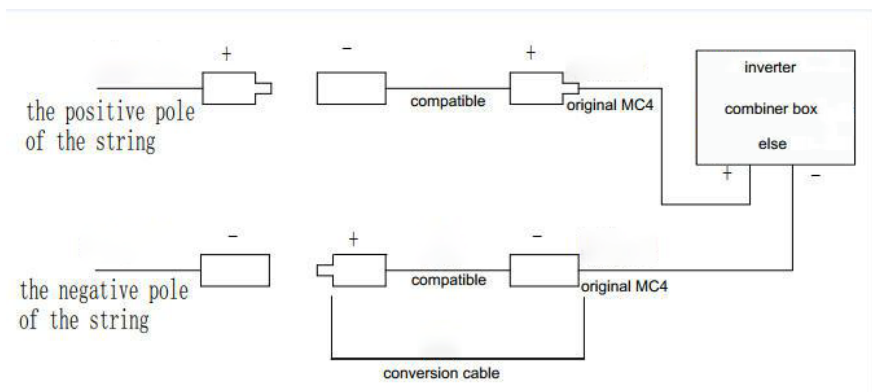 +
-
+
inverter
combiner box
else
compatible
original MC4
the positive pole
of the string
+
-
-
+
-
compatible
original MC4
the negative pole
of the string
conversion cable